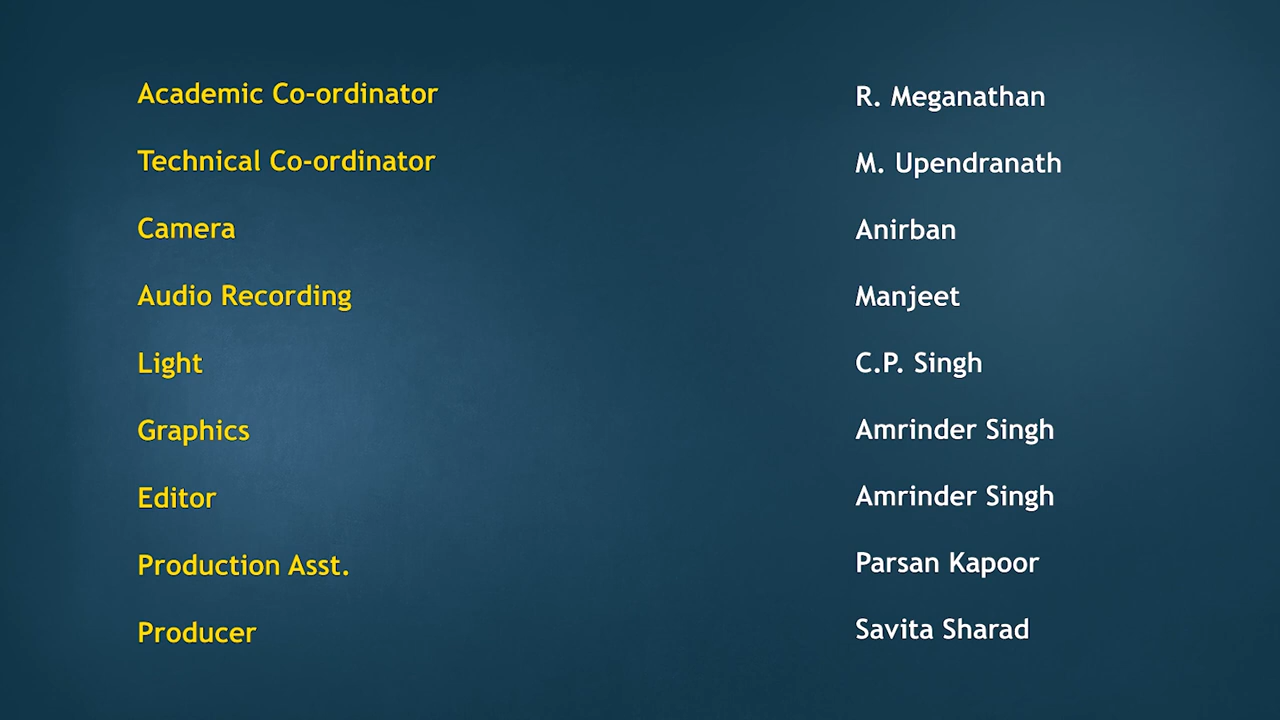 Academic Co-ordinator R. Meganathan
Technical Co-ordinator M. Upendranath
Camera Anirban
Audio Recording Manjeet
Light C.P. Singh
Graphics Amrinder Singh
Editor Amrinder Singh
Production Asst. Parsan Kapoor
Producer Savita Sharad